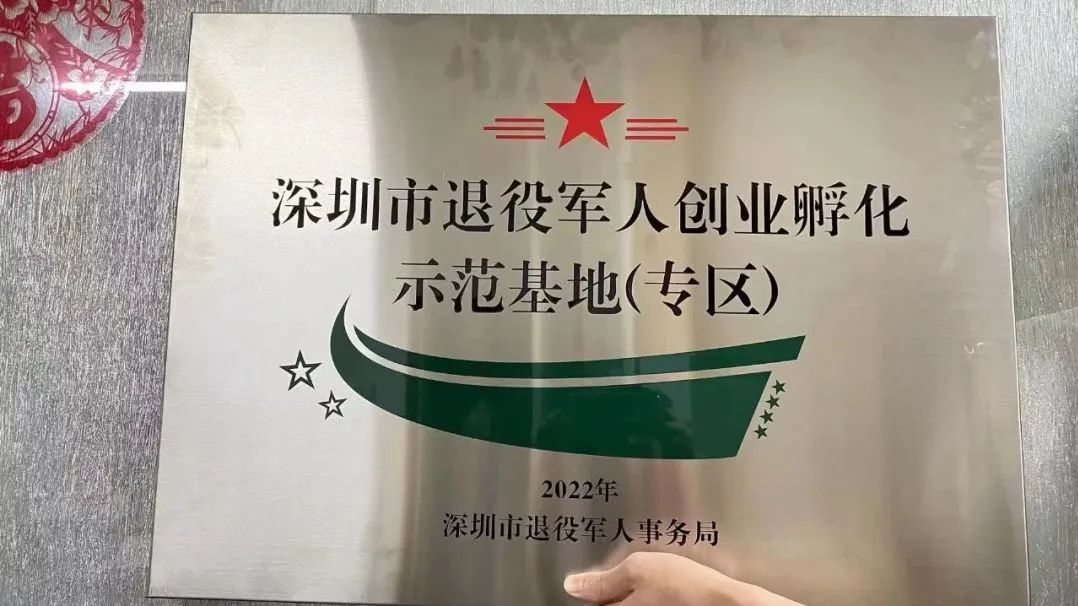 深圳市退役军人创业孵化
示范基地(专区)
2022年
深圳市退役军人事务局